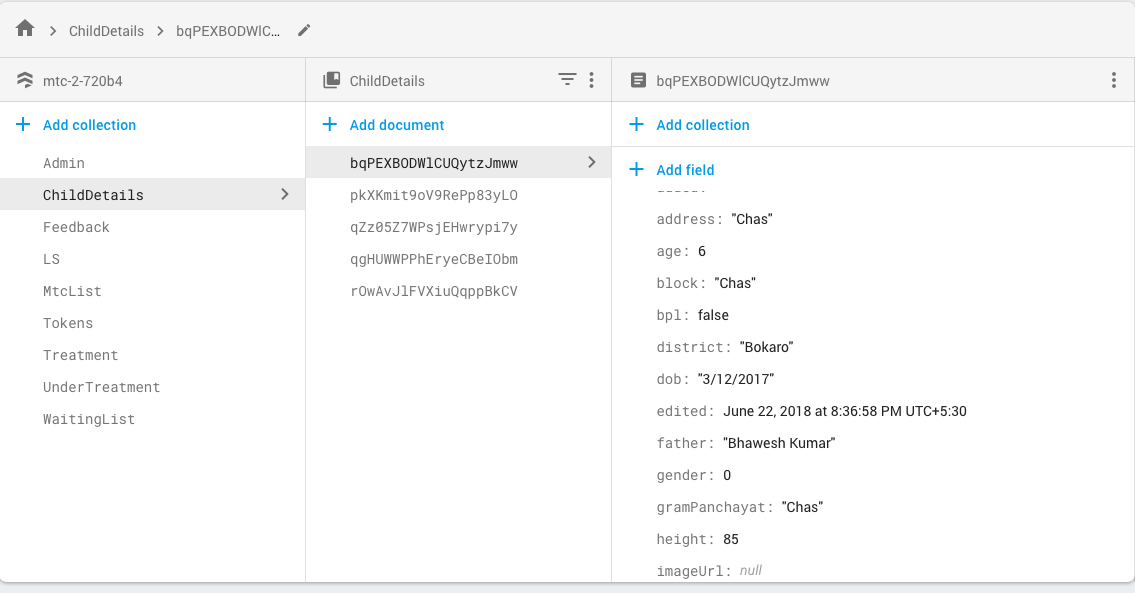 ChildDetails bqPEXBODWlC...
mtc-2-720b4
Add collection
Admin
ChildDetails
Feedback
LS
MtcList
Tokens
Treatment
UnderTreatment
WaitingList
ChildDetails
Add document
bqPEXBODWlCUQytzJmww
pkXKmit9oV9RePp83yLO
qZz05Z7WPsjEHwrypi7y
qgHUWWPPhEryeCBeIObm
rOwAvJlFVXiuQqppBkCV
bqPEXBODWlCUQytzJmww
Add collection
Add field
address: "Chas"
age: 6
block: "Chas"
bpl: false
district: "Bokaro"
dob: "3/12/2017"
edited: June 22, 2018 at 8:36:58 PM UTC+5:30
father: "Bhawesh Kumar"
gender: 0
gramPanchayat: "Chas"
height: 85
imageUrl: null